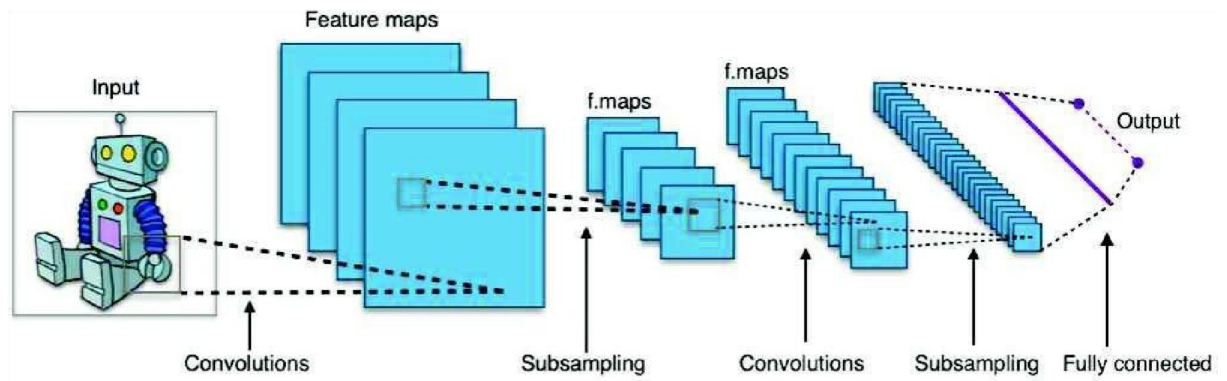 Feature maps
Input
f.maps
f.maps
Output
Convolutions
Subsampling
Convolutions
Subsampling
Fully connected